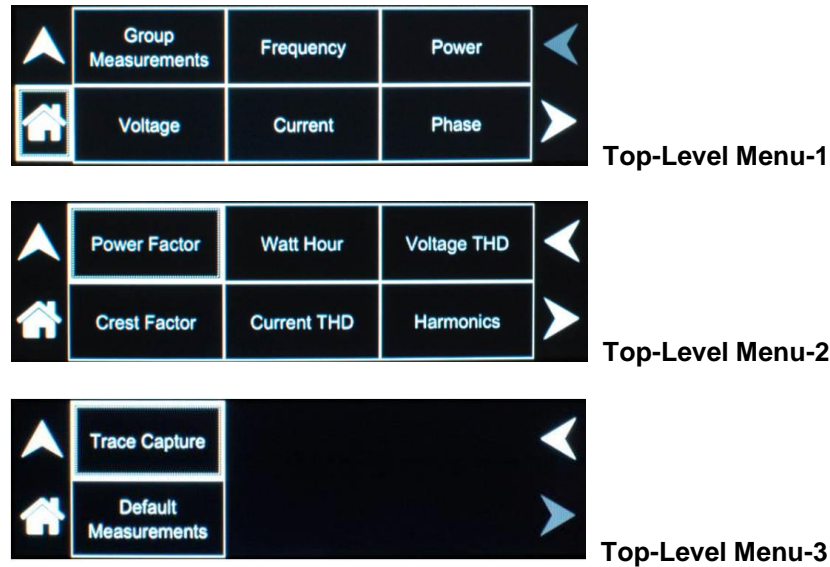 Group
Measurements
Frequency
Power
Voltage
Current
Phase
Top-Level Menu-1
Power Factor
Watt Hour
Voltage THD
Crest Factor
Current THD
Harmonics
Top-Level Menu-2
Trace Capture
Default
Measurements
Top-Level Menu-3